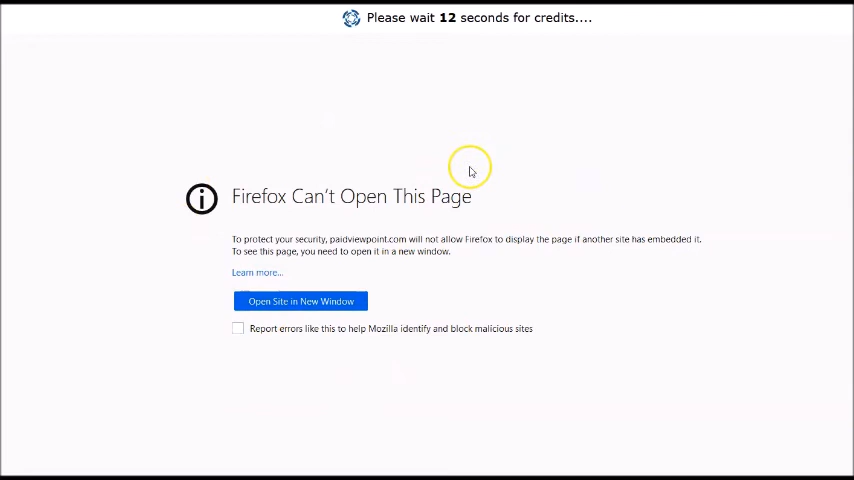 Please wait 12 seconds for credits....
Firefox Can't Open This Page
To protect your security, paidviewpoint.com will not allow Firefox to display the page if another site has embedded it.
To see this page, you need to open it in a new window.
Learn more...
Open Site in New Window
Report errors like this to help Mozilla identify and block malicious sites